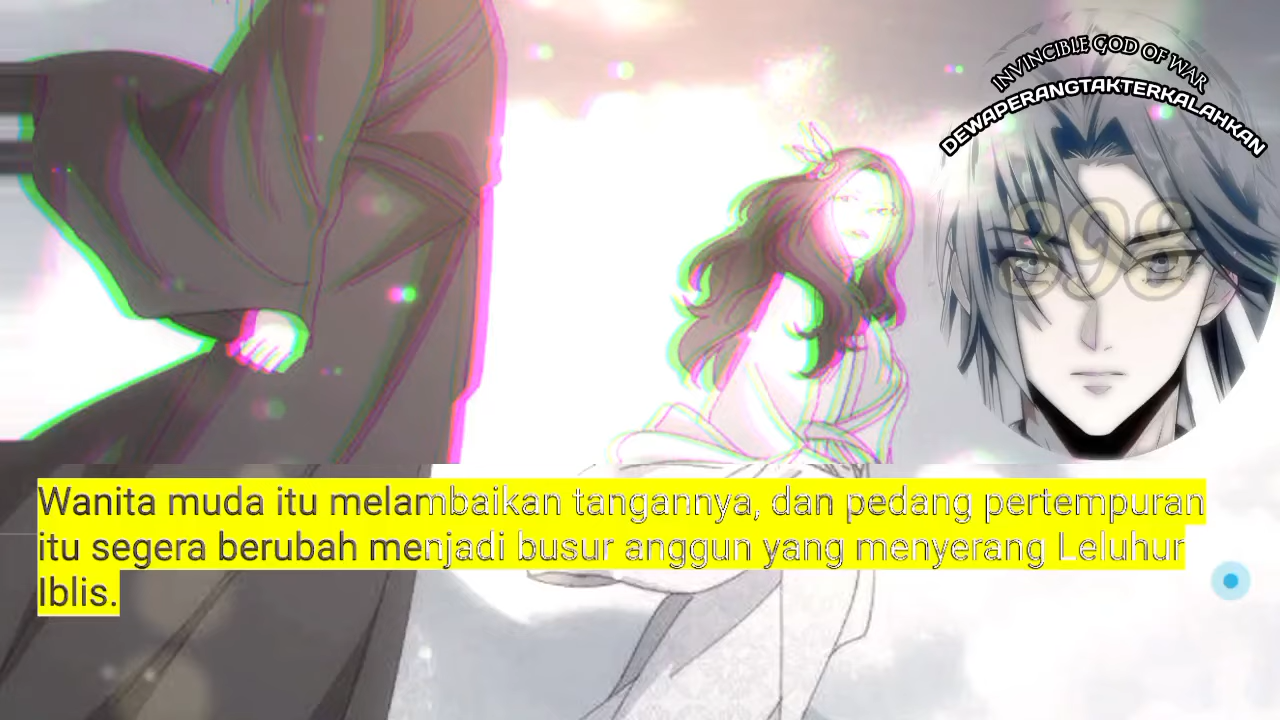 INVINCIBLE GOD OF WAR
DEWAPERANGTAKTERKALAHKAN
398
Wanita muda itu melambaikan tangannya, dan pedang pertempuran
itu segera berubah menjadi busur anggun yang menyerang Leluhur
Iblis.